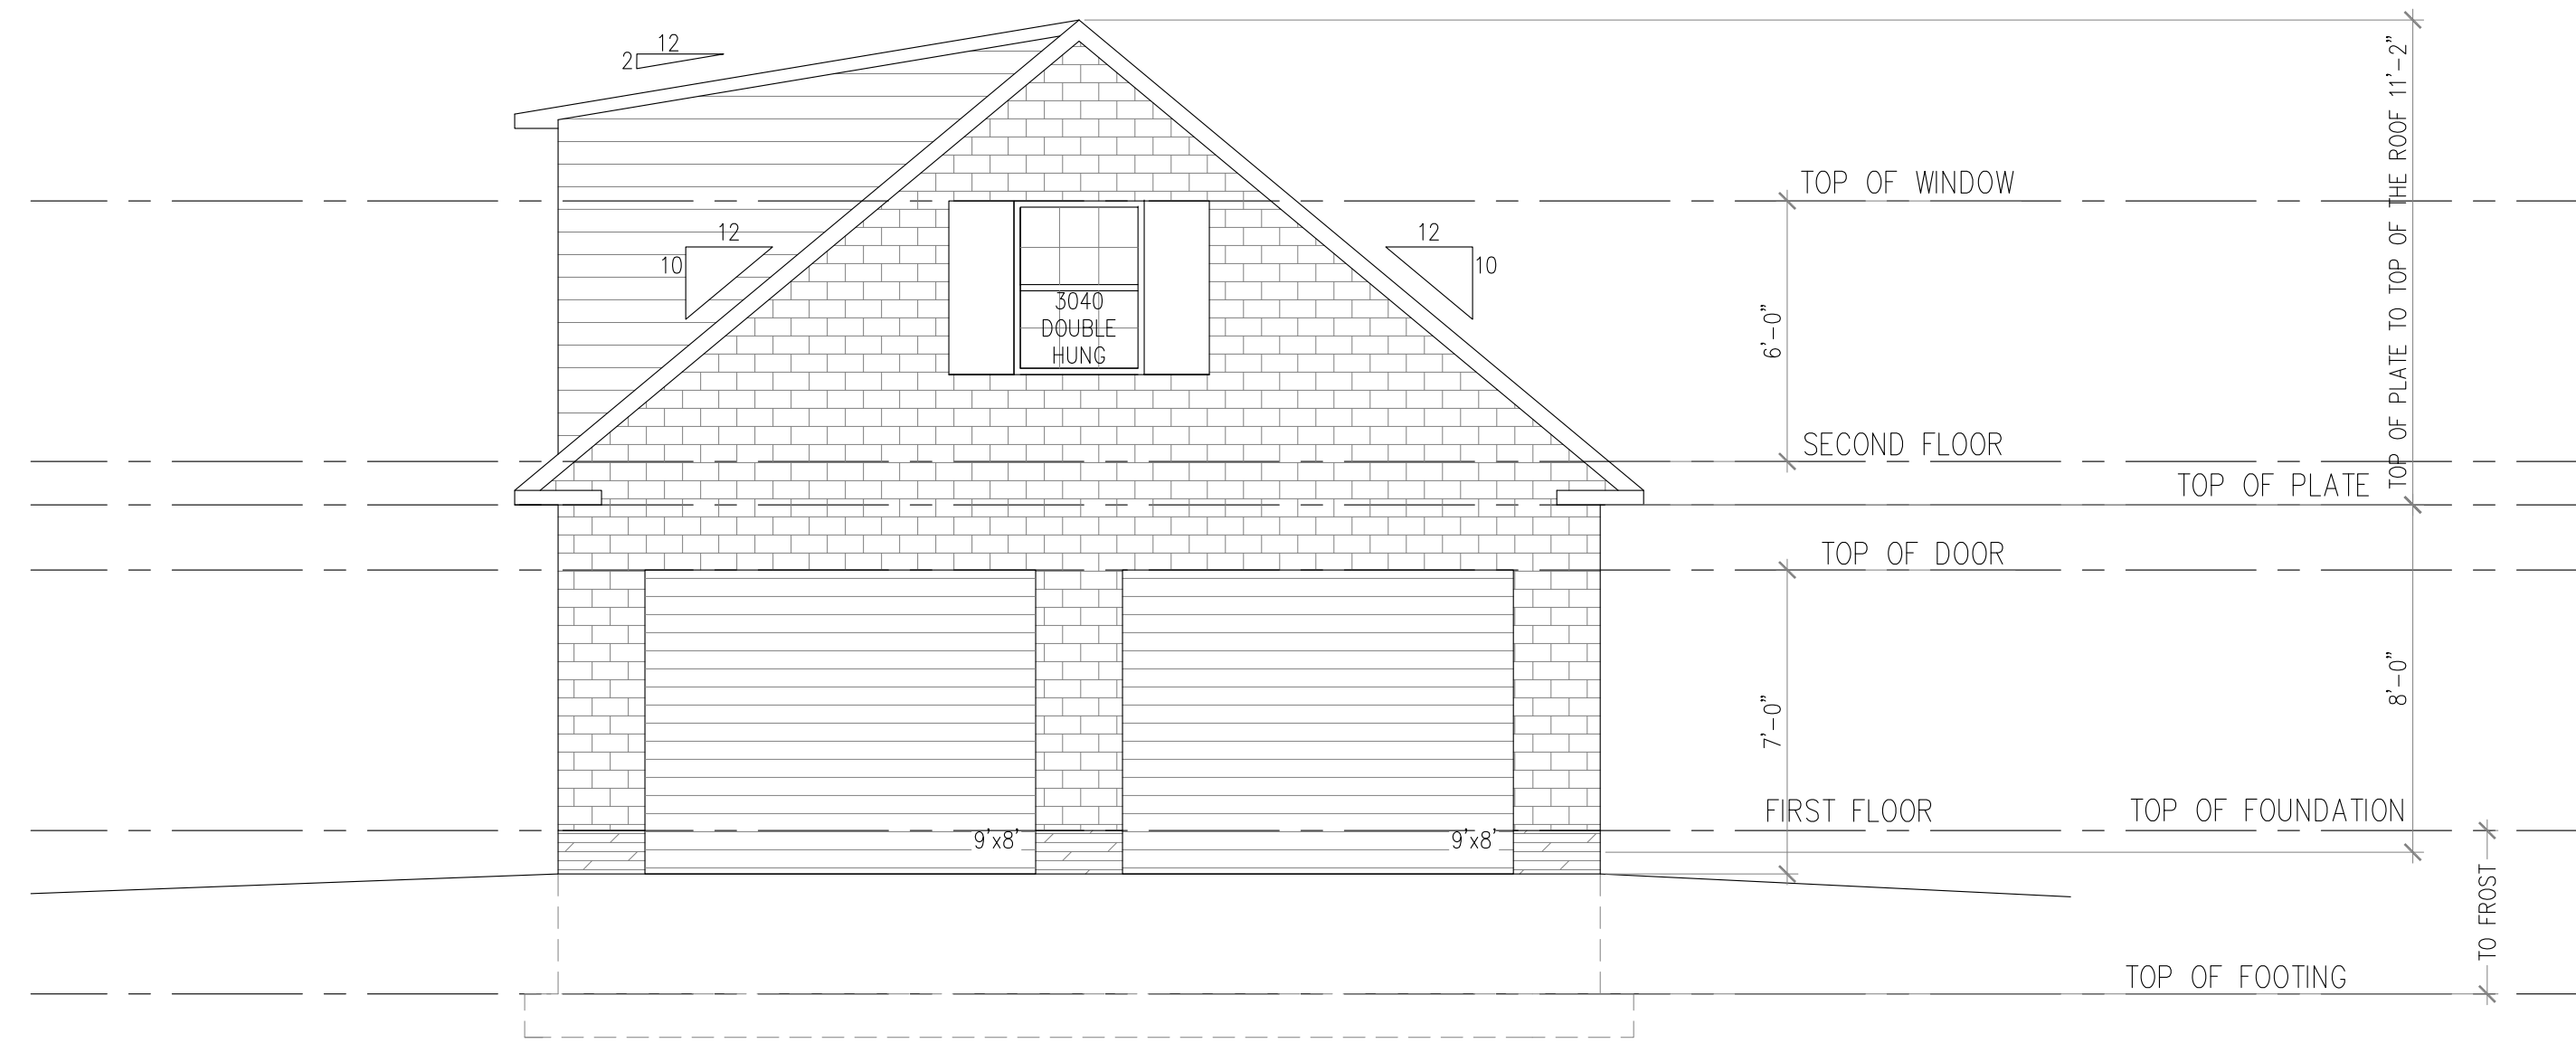 12
2
TOP OF WINDOW
12
10
12
10
3040
DOUBLE
HUNG
6'-0"
TOP OF PLATE TO TOP OF THE ROOF 11'-2"
SECOND FLOOR
TOP OF PLATE
TOP OF DOOR
7'-0"
8'-0"
FIRST FLOOR
TOP OF FOUNDATION
9'x8'
9'x8'
TO FROST
TOP OF FOOTING